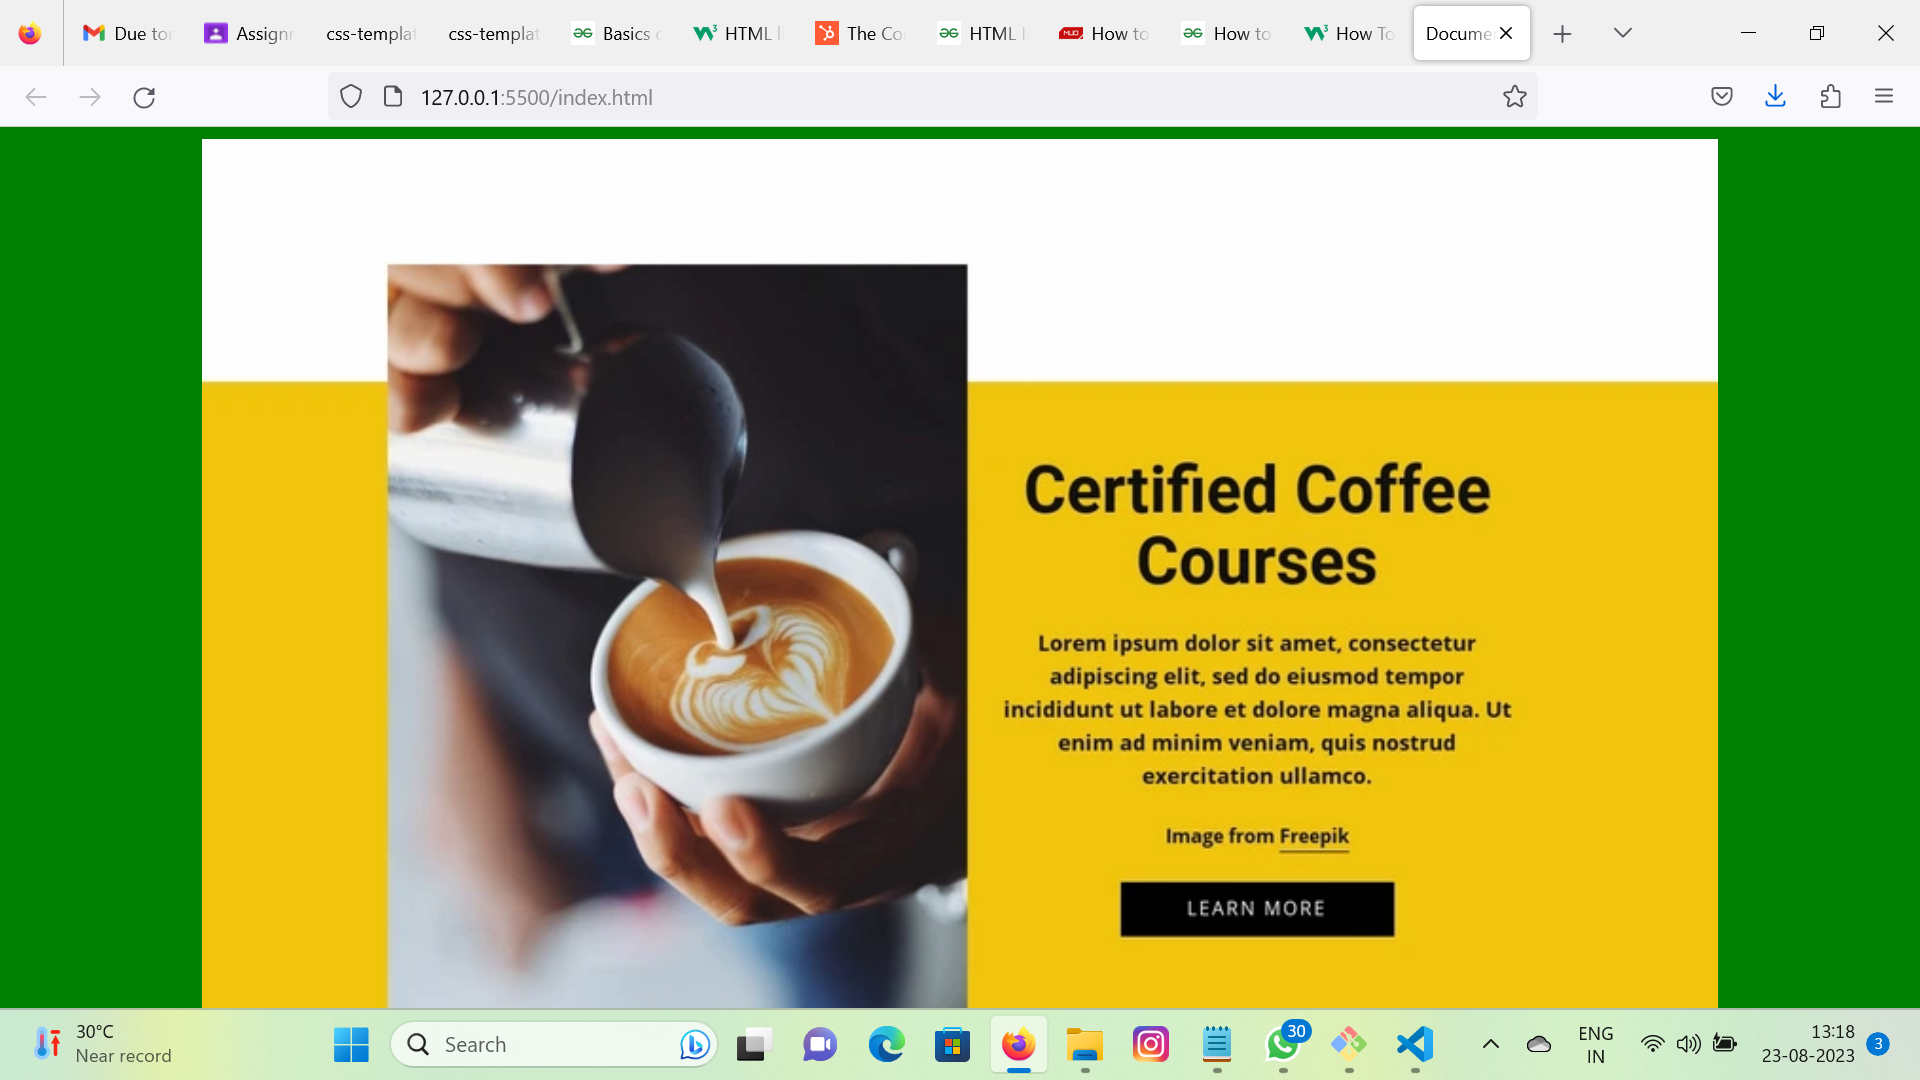 Due to
Assignm
css-templat
css-templat
Basics
HTML
The Co
HTML
How to
How to
How To
Docume
127.0.0.1:5500/index.html
Certified Coffee
Courses
Lorem ipsum dolor sit amet, consectetur
adipiscing elit, sed do eiusmod tempor
incididunt ut labore et dolore magna aliqua. Ut
enim ad minim veniam, quis nostrud
exercitation ullamco.
Image from Freepik
LEARN MORE
30°C
Near record
Search
30
ENG
IN
13:18
23-08-2023
3